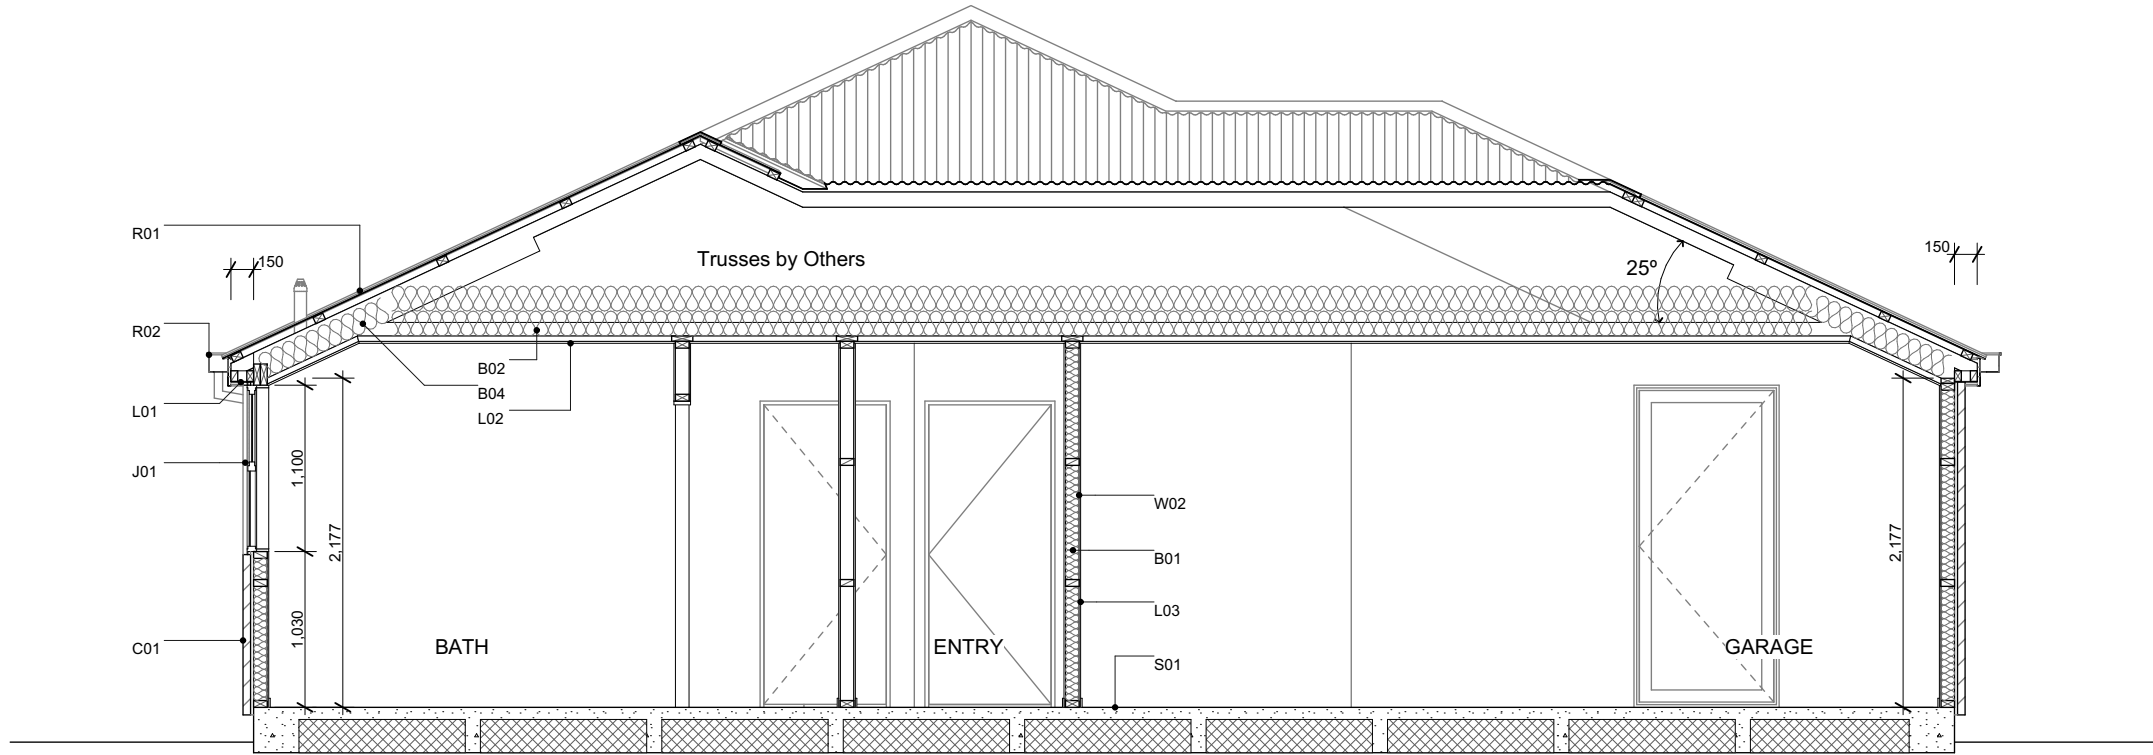 R01
150
Trusses by Others
25º
150
R02
B02
B04
L02
L01
J01
1,100
2,177
W02
B01
2,177
L03
1,030
C01
BATH
ENTRY
GARAGE
S01